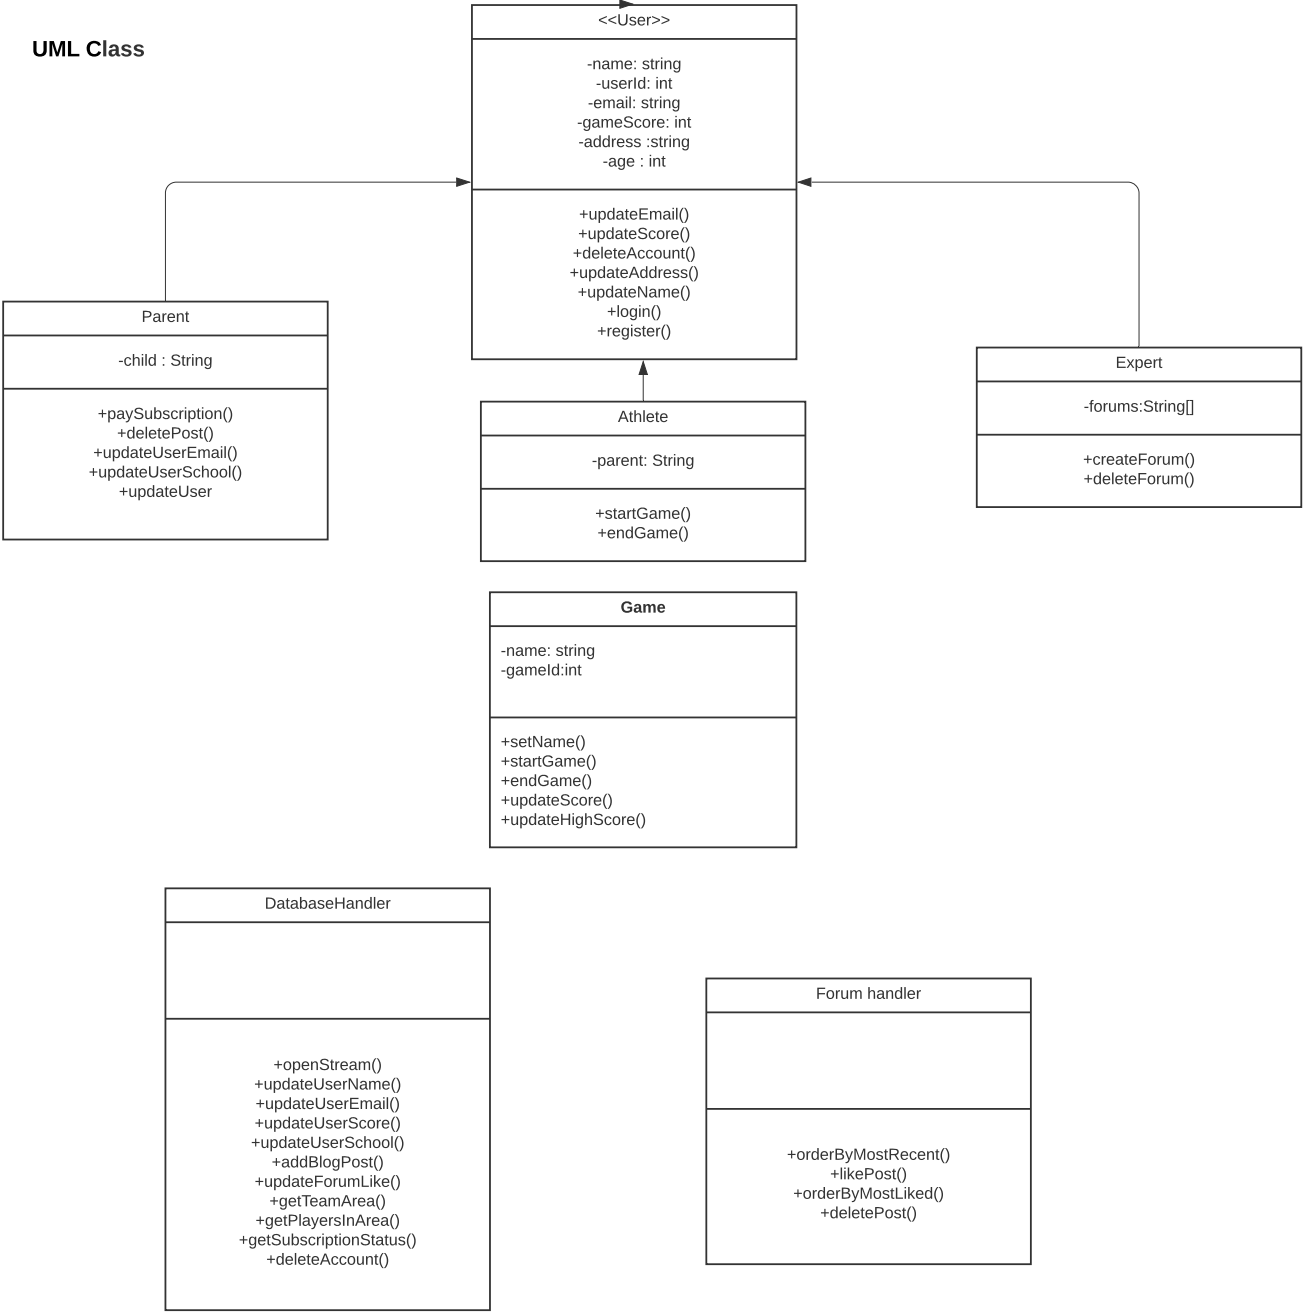 UML Class
<<User>>
-name: string
-userId: int
-email: string
-gameScore: int
-address :string
-age : int
+updateEmail()
+updateScore()
+deleteAccount()
+updateAddress()
+updateName()
+login()
+register()
Parent
-child : String
+paySubscription()
+deletePost()
+updateUserEmail()
+updateUserSchool()
+updateUser
Athlete
-parent: String
+startGame()
+endGame()
Expert
-forums:String[]
+createForum()
+deleteForum()
Game
-name: string
-gameId:int
+setName()
+startGame()
+endGame()
+updateScore()
+updateHighScore()
DatabaseHandler
+openStream()
+updateUserName()
+updateUserEmail()
+updateUserScore()
+updateUserSchool()
+addBlogPost()
+updateForumLike()
+getTeamArea()
+getPlayersInArea()
+getSubscriptionStatus()
+deleteAccount()
Forum handler
+orderByMostRecent()
+likePost()
+orderByMostLiked()
+deletePost()